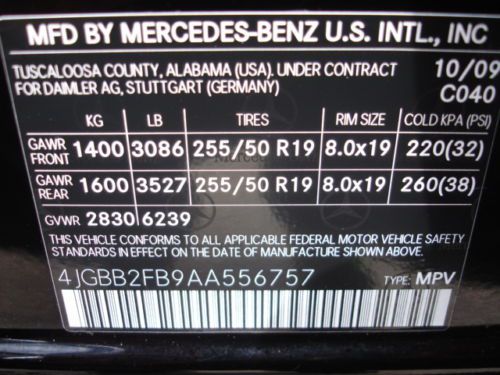 MFD BY MERCEDES-BENZ U.S. INTL., INC
TUSCALOOSA COUNTY, ALABAMA (USA). UNDER CONTRACT 10/09
FOR DAIMLER AG, STUTTGART (GERMANY) C040
KG LB TIRES RIM SIZE COLD KPA (PSI)
GAWR FRONT 1400 3086 255/50 R19 8.0x19 220(32)
GAWR REAR 1600 3527 255/50 R19 8.0x19 260(38)
GVWR 2830 6239
THIS VEHICLE CONFORMS TO ALL APPLICABLE FEDERAL MOTOR VEHICLE SAFETY
STANDARDS IN EFFECT ON THE DATE OF MANUFACTURE SHOWN ABOVE.
4JGBB2FB9AA556757 TYPE: MPV